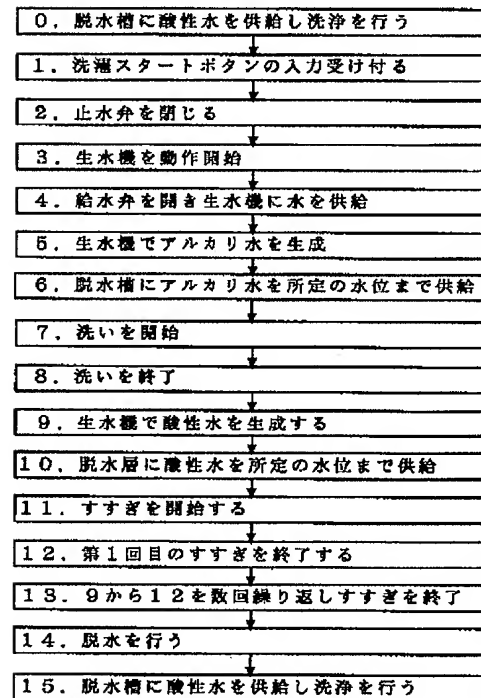 0．脱水槽に酸性水を供給し洗浄を行う
1．洗濯スタートボタンの入力受け付る
2．止水弁を閉じる
3．生水機を動作開始
4．給水弁を開き生水機に水を供給
5．生水機でアルカリ水を生成
6．脱水槽にアルカリ水を所定の水位まで供給
7．洗いを開始
8．洗いを終了
9．生水機で酸性水を生成する
10．脱水層に酸性水を所定の水位まで供給
11．すすぎを開始する
12．第1回目のすすぎを終了する
13．9から12を数回繰り返しすすぎを終了
14．脱水を行う
15．脱水槽に酸性水を供給し洗浄を行う